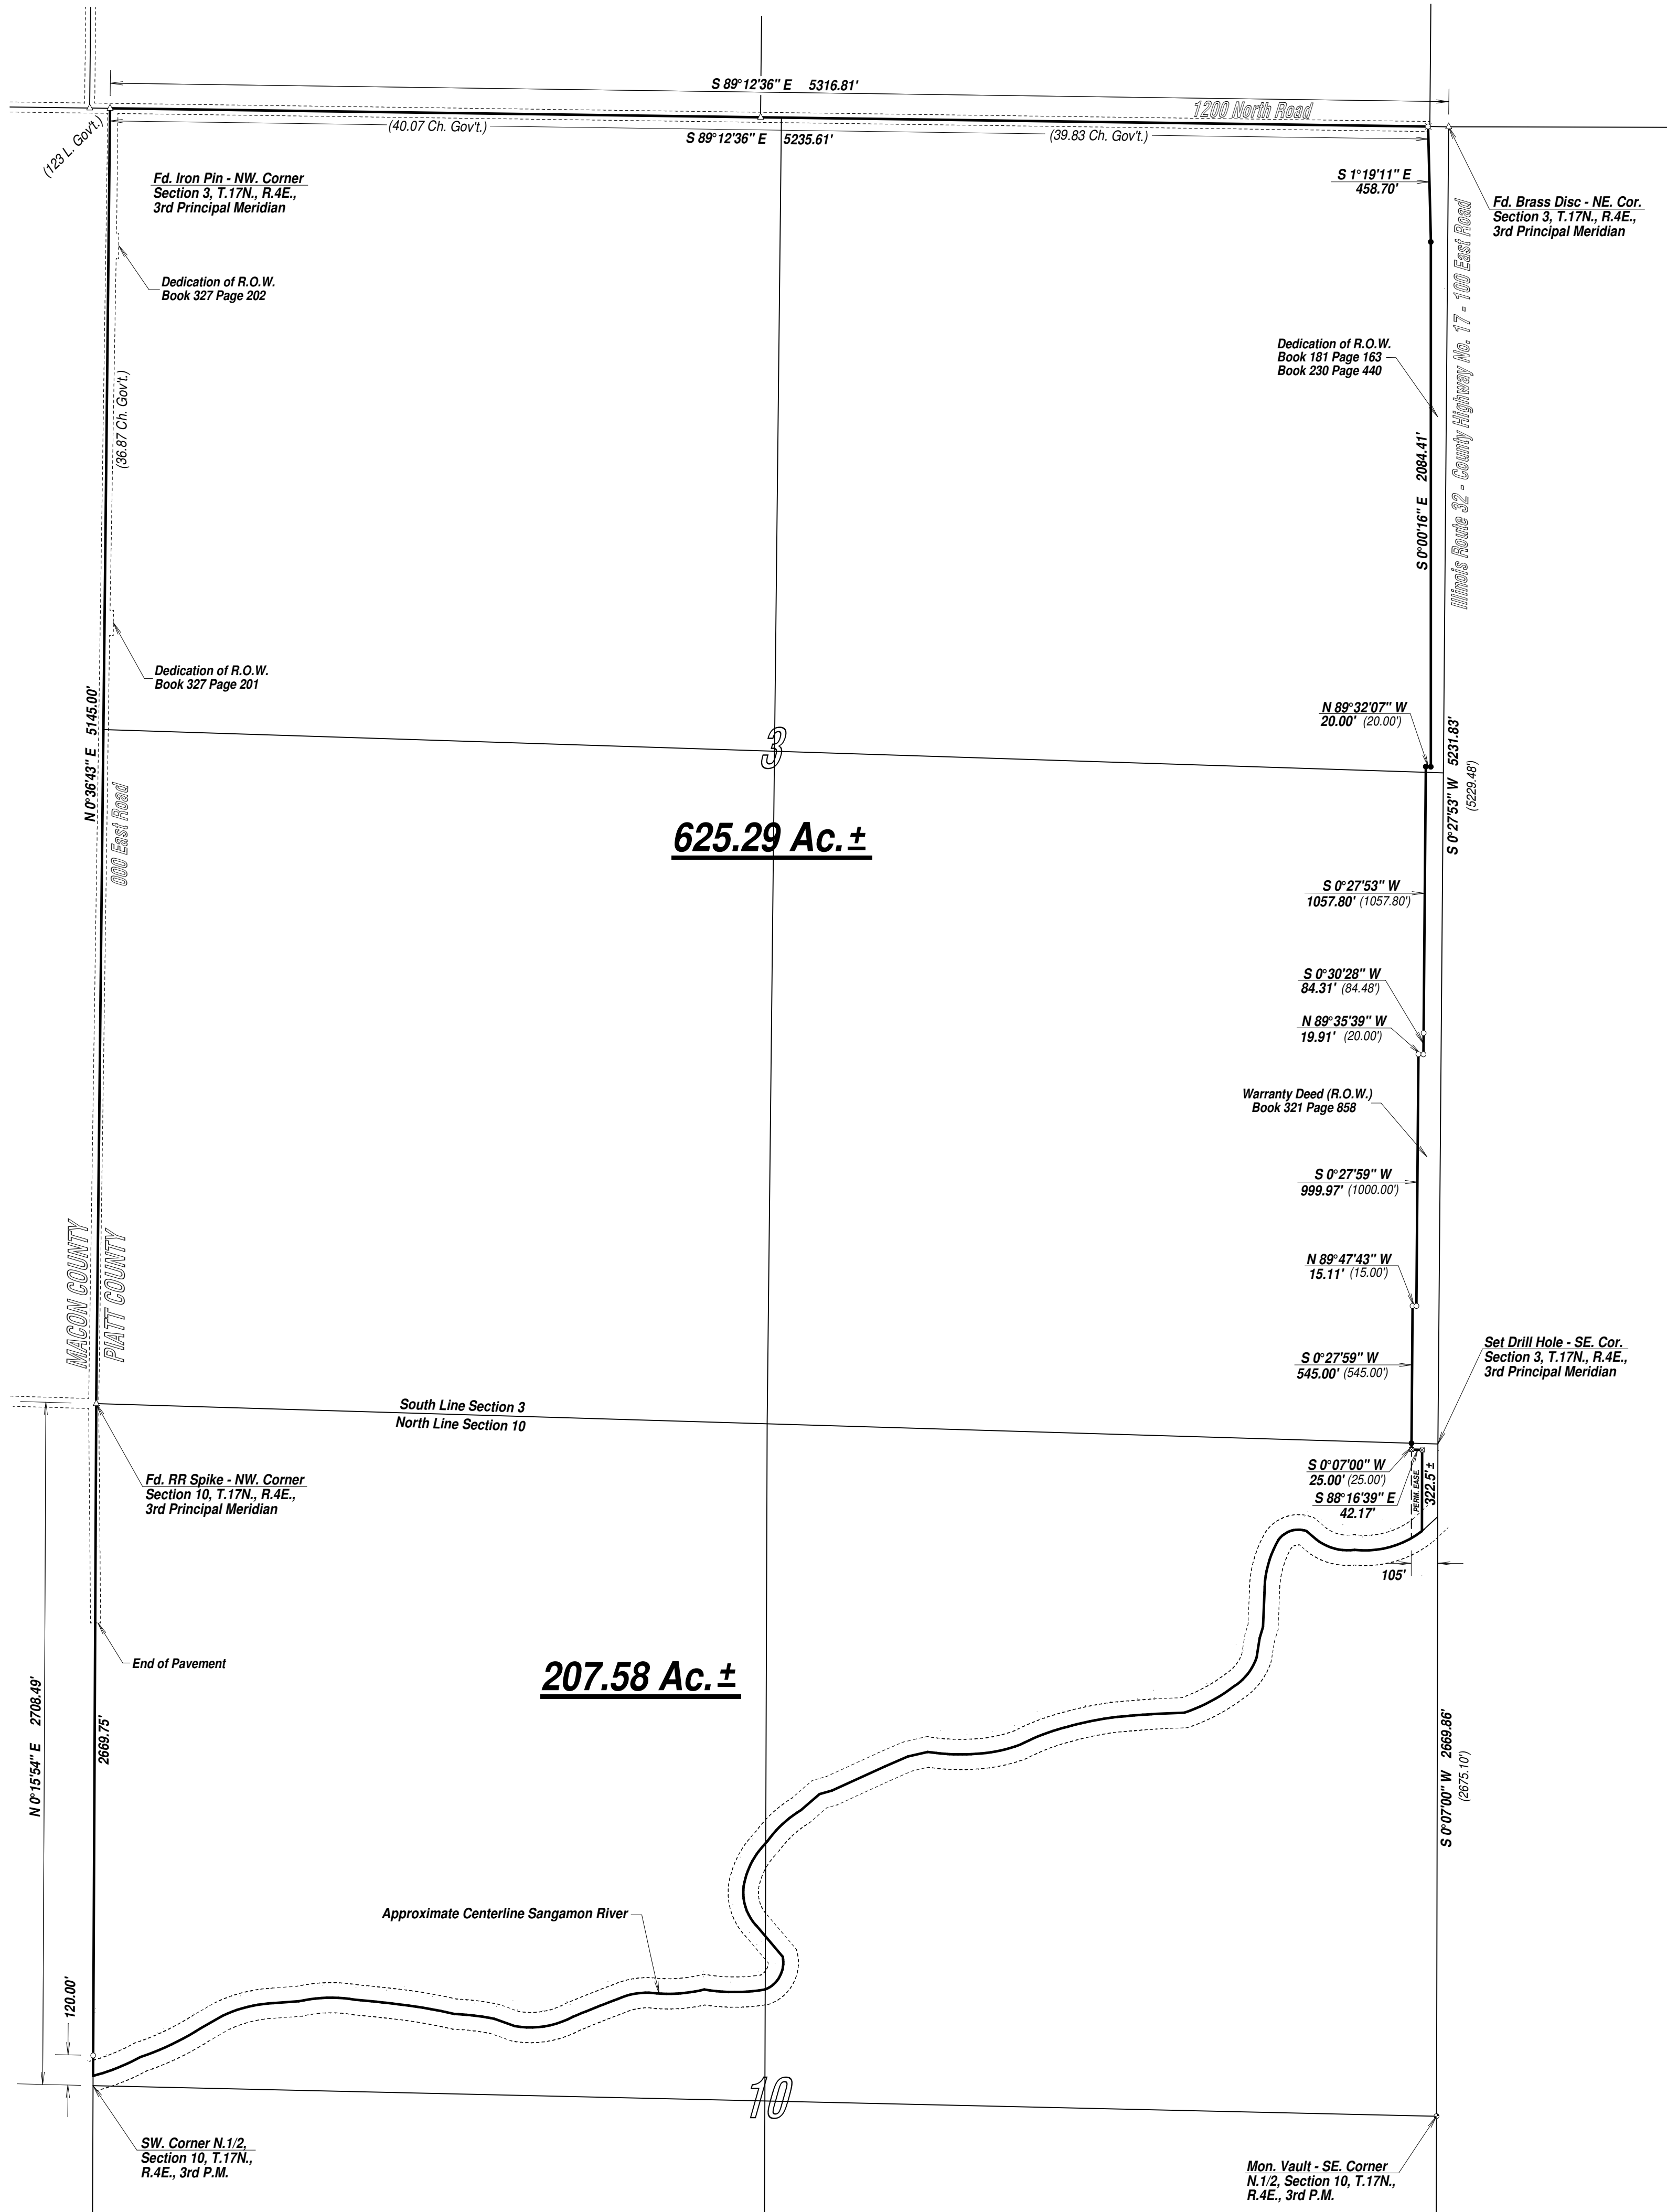 S 89°12'36" E 5316.81'
1200 North Road
(40.07 Ch. Gov't.)
S 89°12'36" E 5235.61'
(39.83 Ch. Gov't.)
(123 L. Gov't.)
Fd. Iron Pin - NW. Corner
Section 3, T.17N., R.4E.,
3rd Principal Meridian
S 1°19'11" E
458.70'
Fd. Brass Disc - NE. Cor.
Section 3, T.17N., R.4E.,
3rd Principal Meridian
Dedication of R.O.W.
Book 327 Page 202
Illinois Route 32 - County Highway No. 17 - 100 East Road
Dedication of R.O.W.
Book 181 Page 163
Book 230 Page 440
(36.87 Ch. Gov't.)
S 0°00'16" E 2084.41'
Dedication of R.O.W.
Book 327 Page 201
N 0°36'43" E 5145.00'
000 East Road
N 89°32'07" W
20.00' (20.00')
3
S 0°27'53" W 5231.83'
(5229.48')
625.29 Ac.±
S 0°27'53" W
1057.80' (1057.80')
S 0°30'28" W
84.31' (84.48')
N 89°35'39" W
19.91' (20.00')
Warranty Deed (R.O.W.)
Book 321 Page 858
S 0°27'59" W
999.97' (1000.00')
MACON COUNTY
PIATT COUNTY
N 89°47'43" W
15.11' (15.00')
S 0°27'59" W
545.00' (545.00')
Set Drill Hole - SE. Cor.
Section 3, T.17N., R.4E.,
3rd Principal Meridian
South Line Section 3
North Line Section 10
Fd. RR Spike - NW. Corner
Section 10, T.17N., R.4E.,
3rd Principal Meridian
S 0°07'00" W
25.00' (25.00')
S 88°16'39" E
42.17'
PERM. EASE.
322.5'±
105'
End of Pavement
207.58 Ac.±
N 0°15'54" E 2708.49'
2669.75'
S 0°07'00" W 2669.86'
(2675.10')
Approximate Centerline Sangamon River
120.00'
10
SW. Corner N.1/2,
Section 10, T.17N.,
R.4E., 3rd P.M.
Mon. Vault - SE. Corner
N.1/2, Section 10, T.17N.,
R.4E., 3rd P.M.